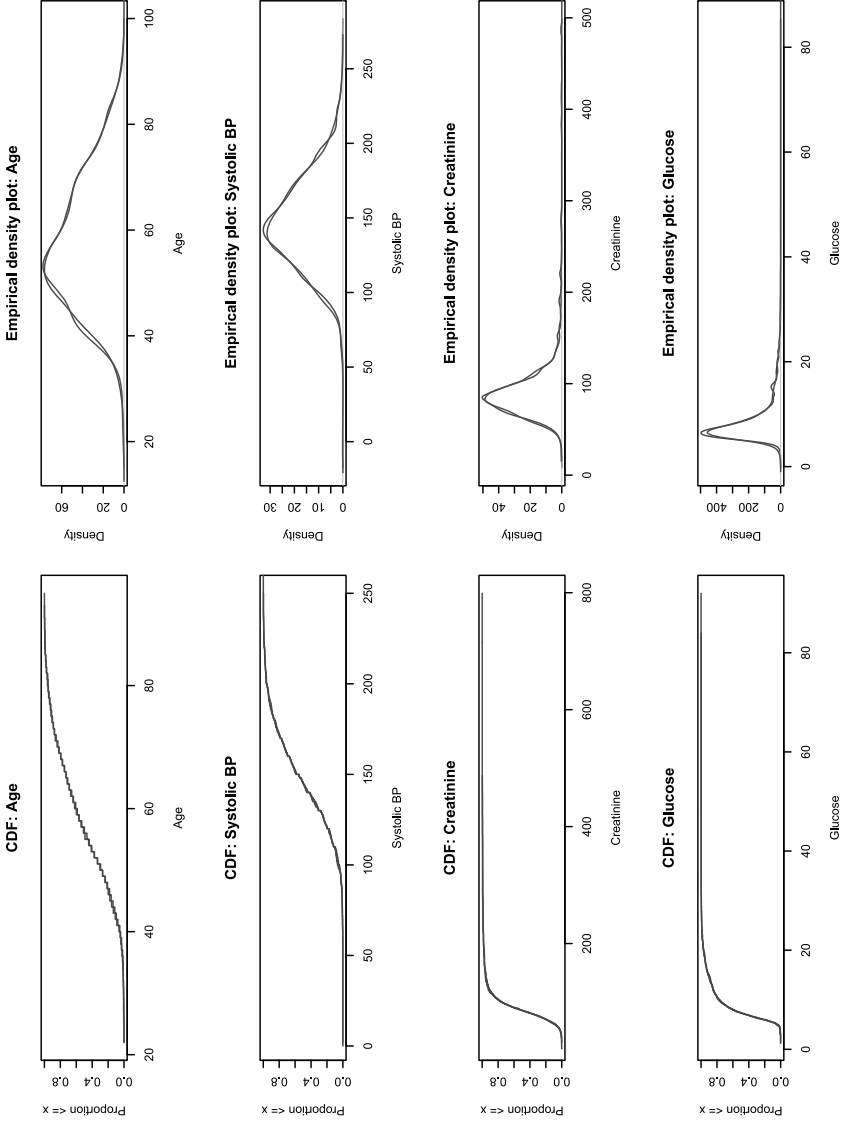 CDF: Age
Proportion <= x
0.0 0.4 0.8
20 40 60 80
Age
Empirical density plot: Age
Density
0 20 60
20 40 60 80 100
Age
CDF: Systolic BP
Proportion <= x
0.0 0.4 0.8
0 50 100 150 200 250
Systolic BP
Empirical density plot: Systolic BP
Density
0 10 20 30
0 50 100 150 200 250
Systolic BP
CDF: Creatinine
Proportion <= x
0.0 0.4 0.8
200 400 600 800
Creatinine
Empirical density plot: Creatinine
Density
0 20 40
0 100 200 300 400 500
Creatinine
CDF: Glucose
Proportion <= x
0.0 0.4 0.8
0 20 40 60 80
Glucose
Empirical density plot: Glucose
Density
0 200 400
0 20 40 60 80
Glucose